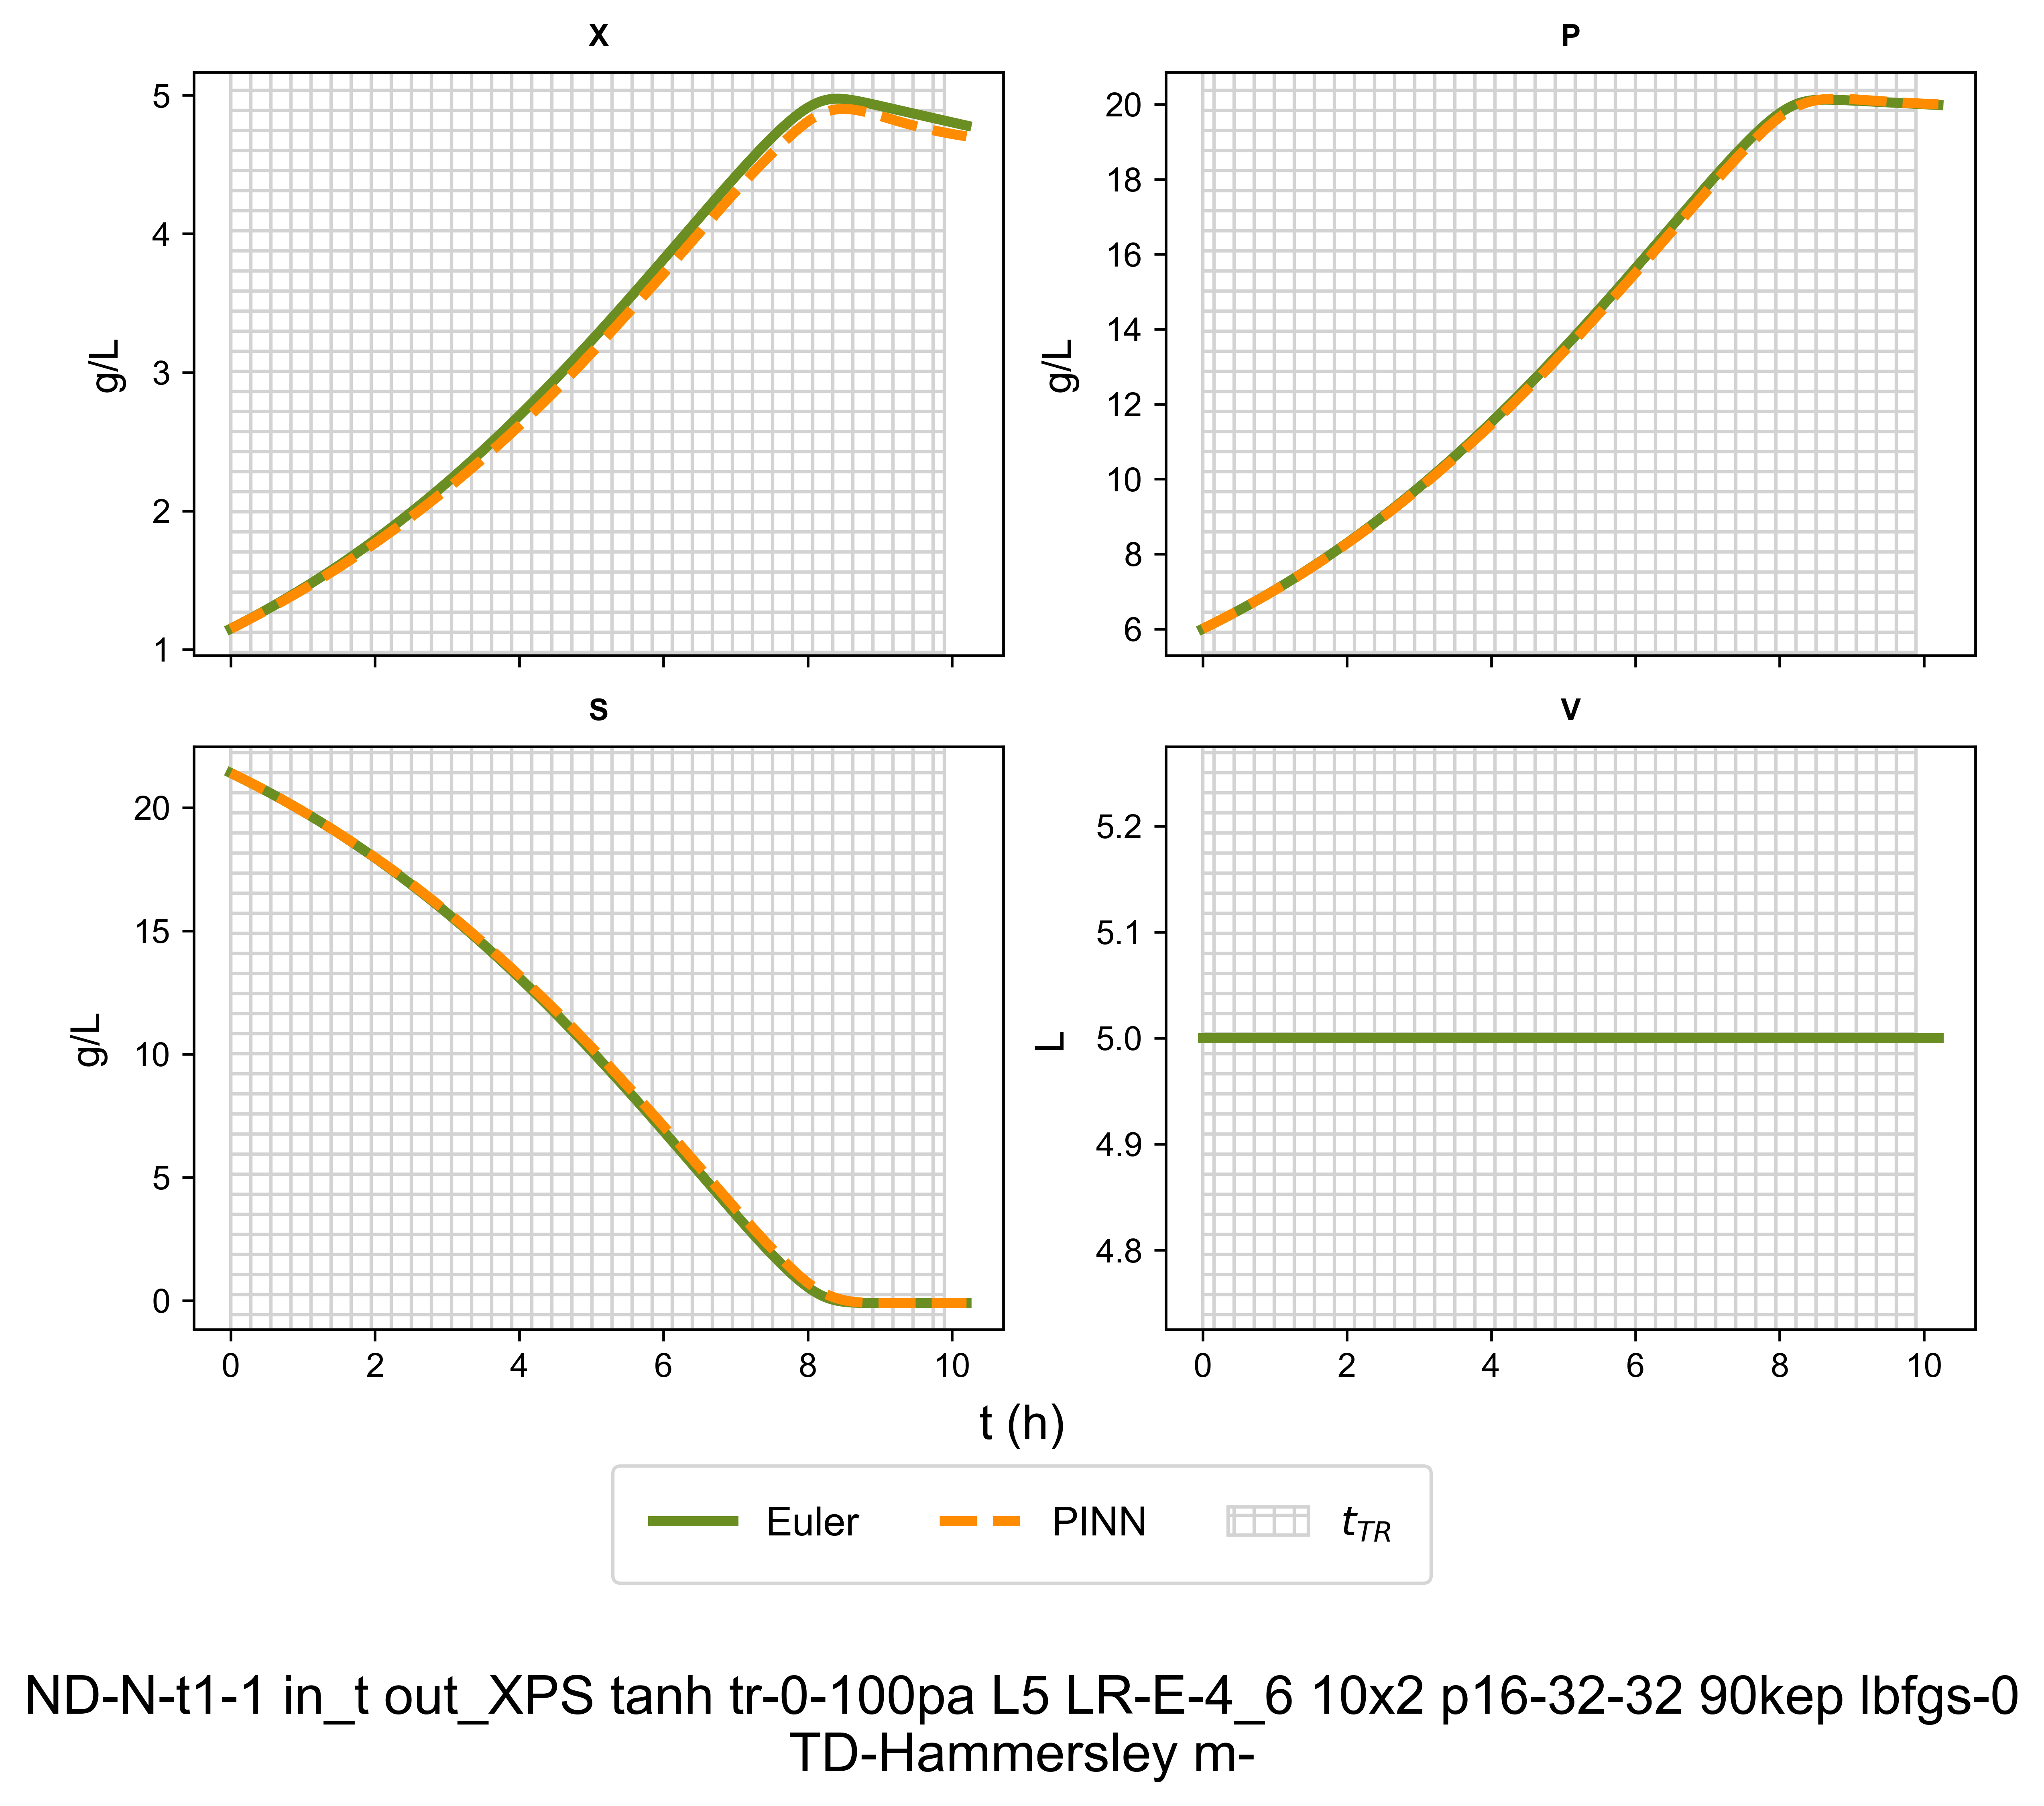 X
P
5
4
3
2
1
g/L
20
18
16
14
12
10
8
6
g/L
S
V
20
15
10
5
0
g/L
0 2 4 6 8 10
5.2
5.1
5.0
4.9
4.8
L
0 2 4 6 8 10
t (h)
Euler PINN t_{TR}
ND-N-t1-1 in_t out_XPS tanh tr-0-100pa L5 LR-E-4_6 10x2 p16-32-32 90kep lbfgs-0
TD-Hammersley m-